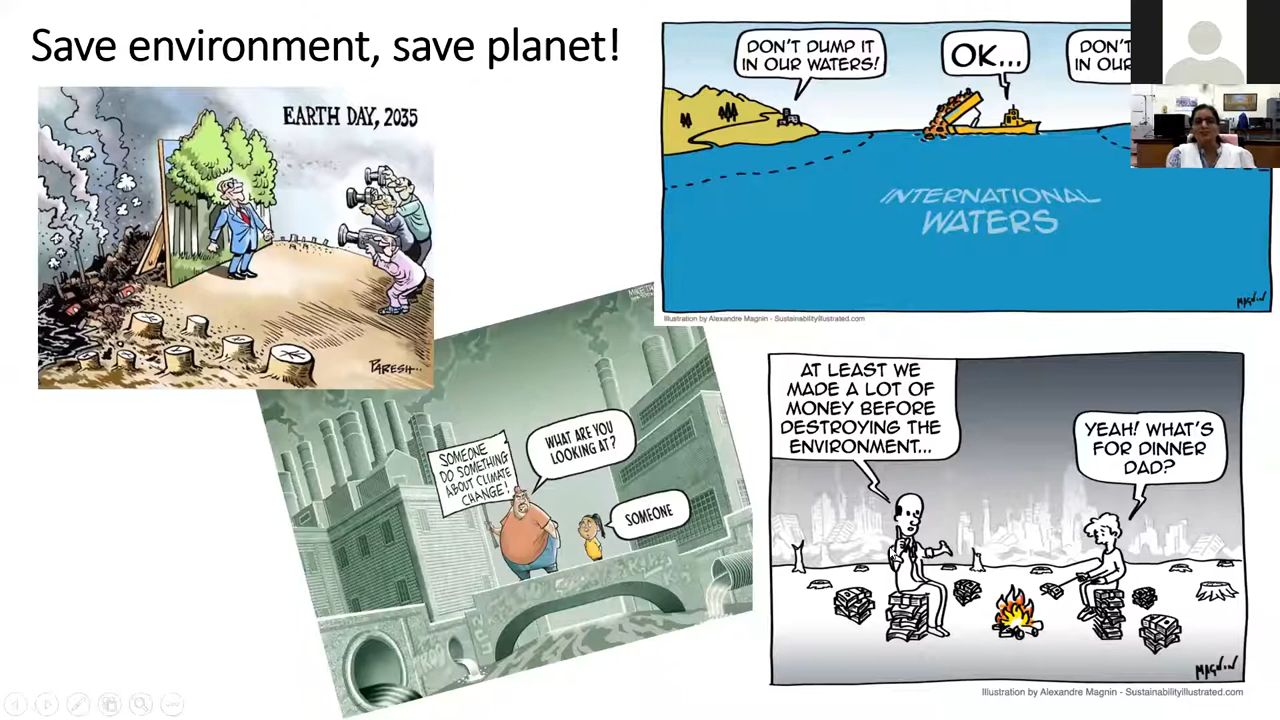 Save environment, save planet!
EARTH DAY, 2035
PARESH..
DON'T DUMP IT
IN OUR WATERS!
OK...
DON'T
IN OUR
INTERNATIONAL
WATERS
MAGNIN
Illustration by Alexandre Magnin - Sustainabilityillustrated.com
SOMEONE
DO SOMETHING
ABOUT CLIMATE
CHANGE!
WHAT ARE YOU
LOOKING AT?
SOMEONE
AT LEAST WE
MADE A LOT OF
MONEY BEFORE
DESTROYING THE
ENVIRONMENT...
YEAH! WHAT'S
FOR DINNER
DAD?
MAGNIN
Illustration by Alexandre Magnin - Sustainabilityillustrated.com